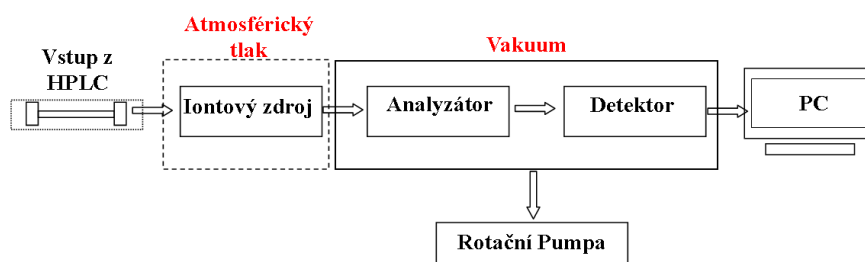 Atmosférický
tlak
Vakuum
Vstup z
HPLC
Iontový zdroj
Analyzátor
Detektor
PC
Rotační Pumpa